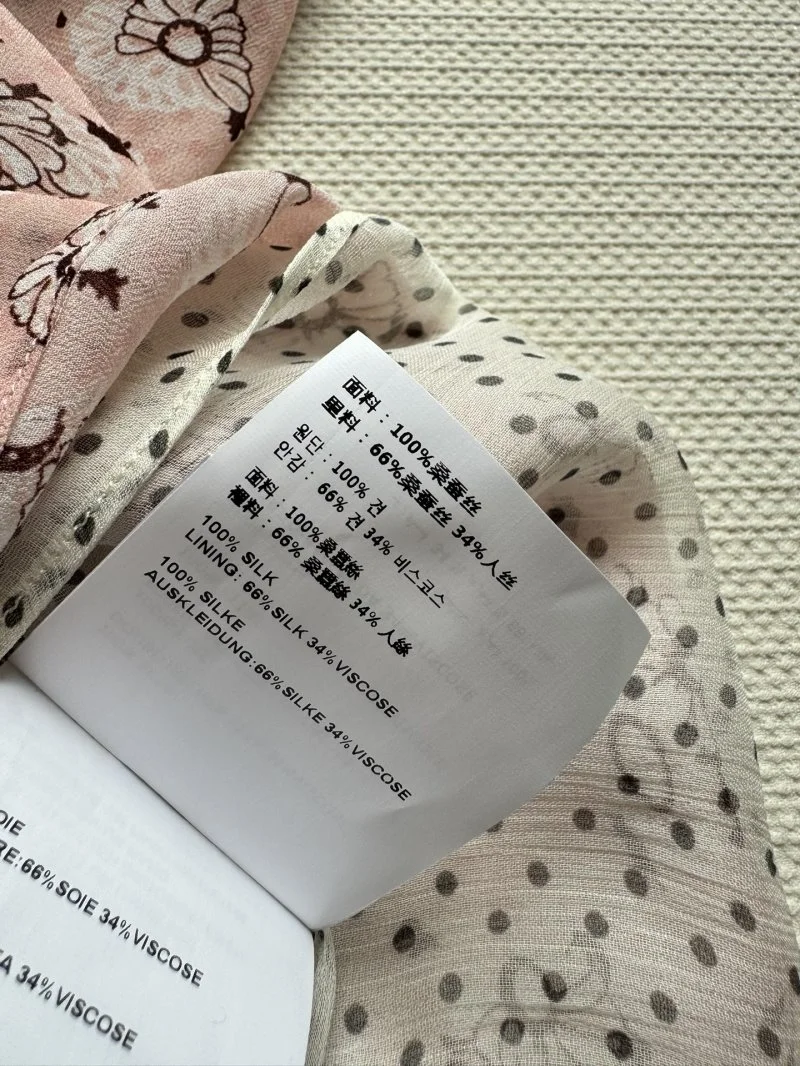 面料：100%桑蚕丝
里料：66%桑蚕丝 34%人丝
원단 : 100% 견
안감 : 66% 견 34% 비스코스
面料：100%桑蠶絲
裡料：66% 桑蠶絲 34% 人絲
100% SILK
LINING: 66%SILK 34%VISCOSE
100% SILKE
AUSKLEIDUNG:66%SILKE 34%VISCOSE
66%SOIE 34%VISCOSE
34%VISCOSE